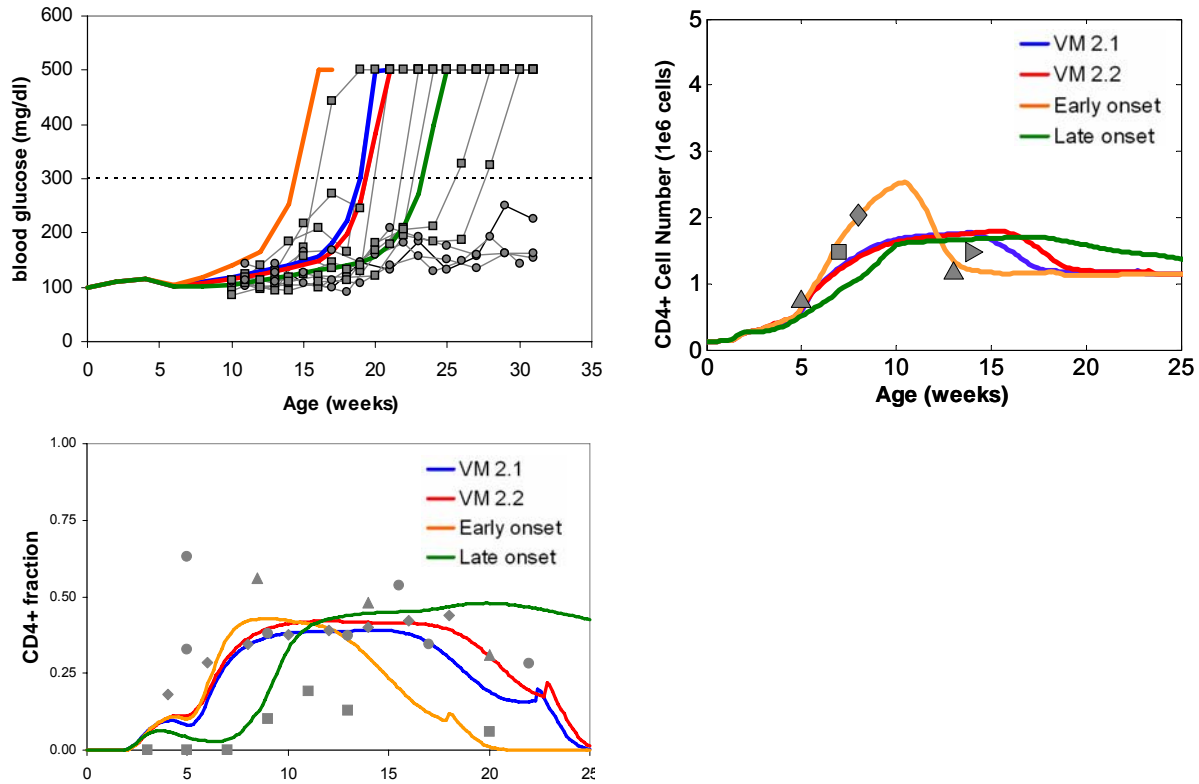 600
500
400
300
200
100
0
blood glucose (mg/dl)
0 5 10 15 20 25 30 35
Age (weeks)
5
4
3
2
1
0
CD4+ Cell Number (1e6 cells)
VM 2.1
VM 2.2
Early onset
Late onset
0 5 10 15 20 25
Age (weeks)
1.00
0.75
0.50
0.25
0.00
CD4+ fraction
VM 2.1
VM 2.2
Early onset
Late onset
0 5 10 15 20 25